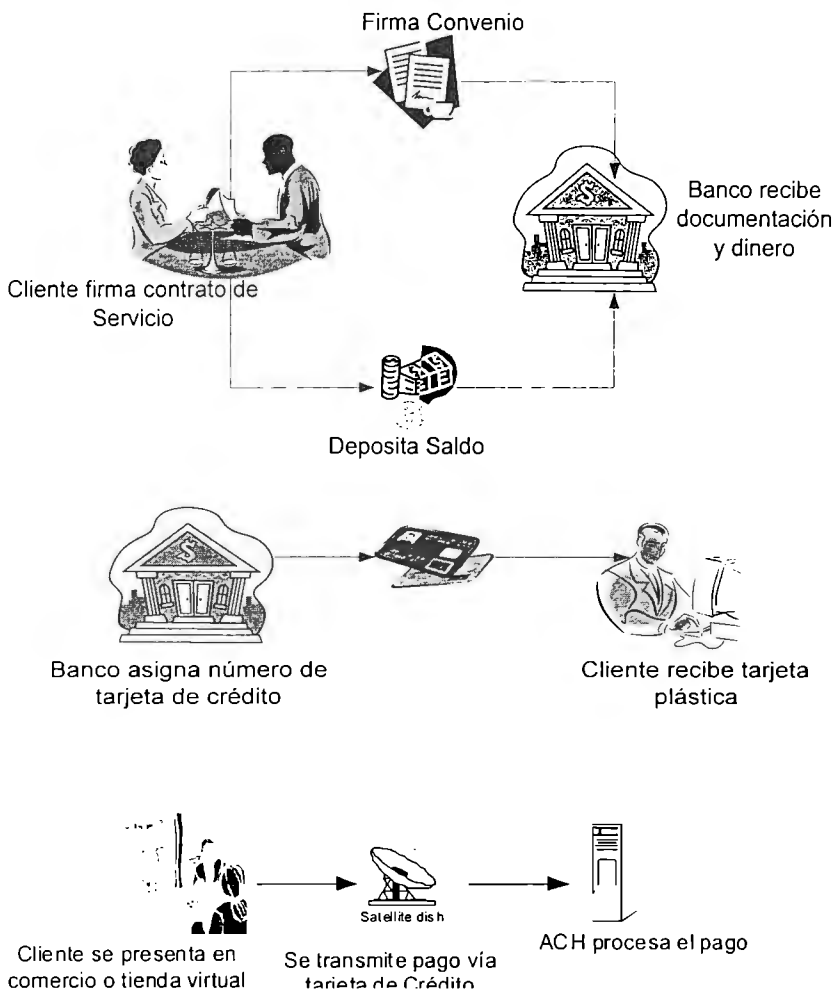 Firma Convenio
Banco recibe
documentación
y dinero
Cliente firma contrato de
Servicio
Deposita Saldo
Banco asigna número de
tarjeta de crédito
Cliente recibe tarjeta
plástica
Satellite dish
Cliente se presenta en
comercio o tienda virtual
Se transmite pago vía
tarjeta de Crédito
ACH procesa el pago